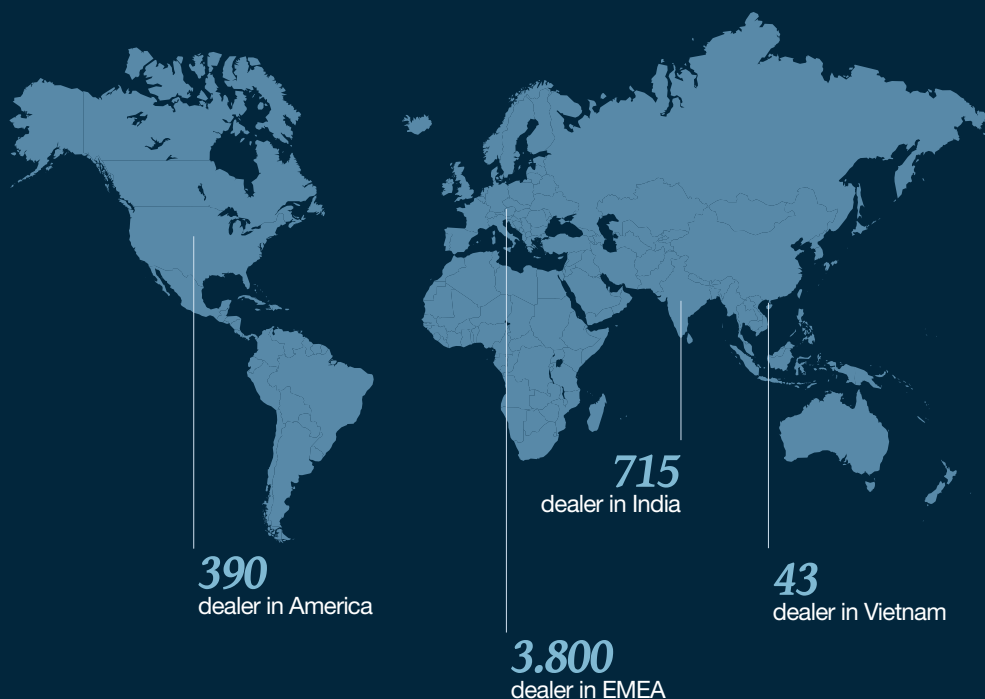 715
dealer in India
390
dealer in America
43
dealer in Vietnam
3.800
dealer in EMEA